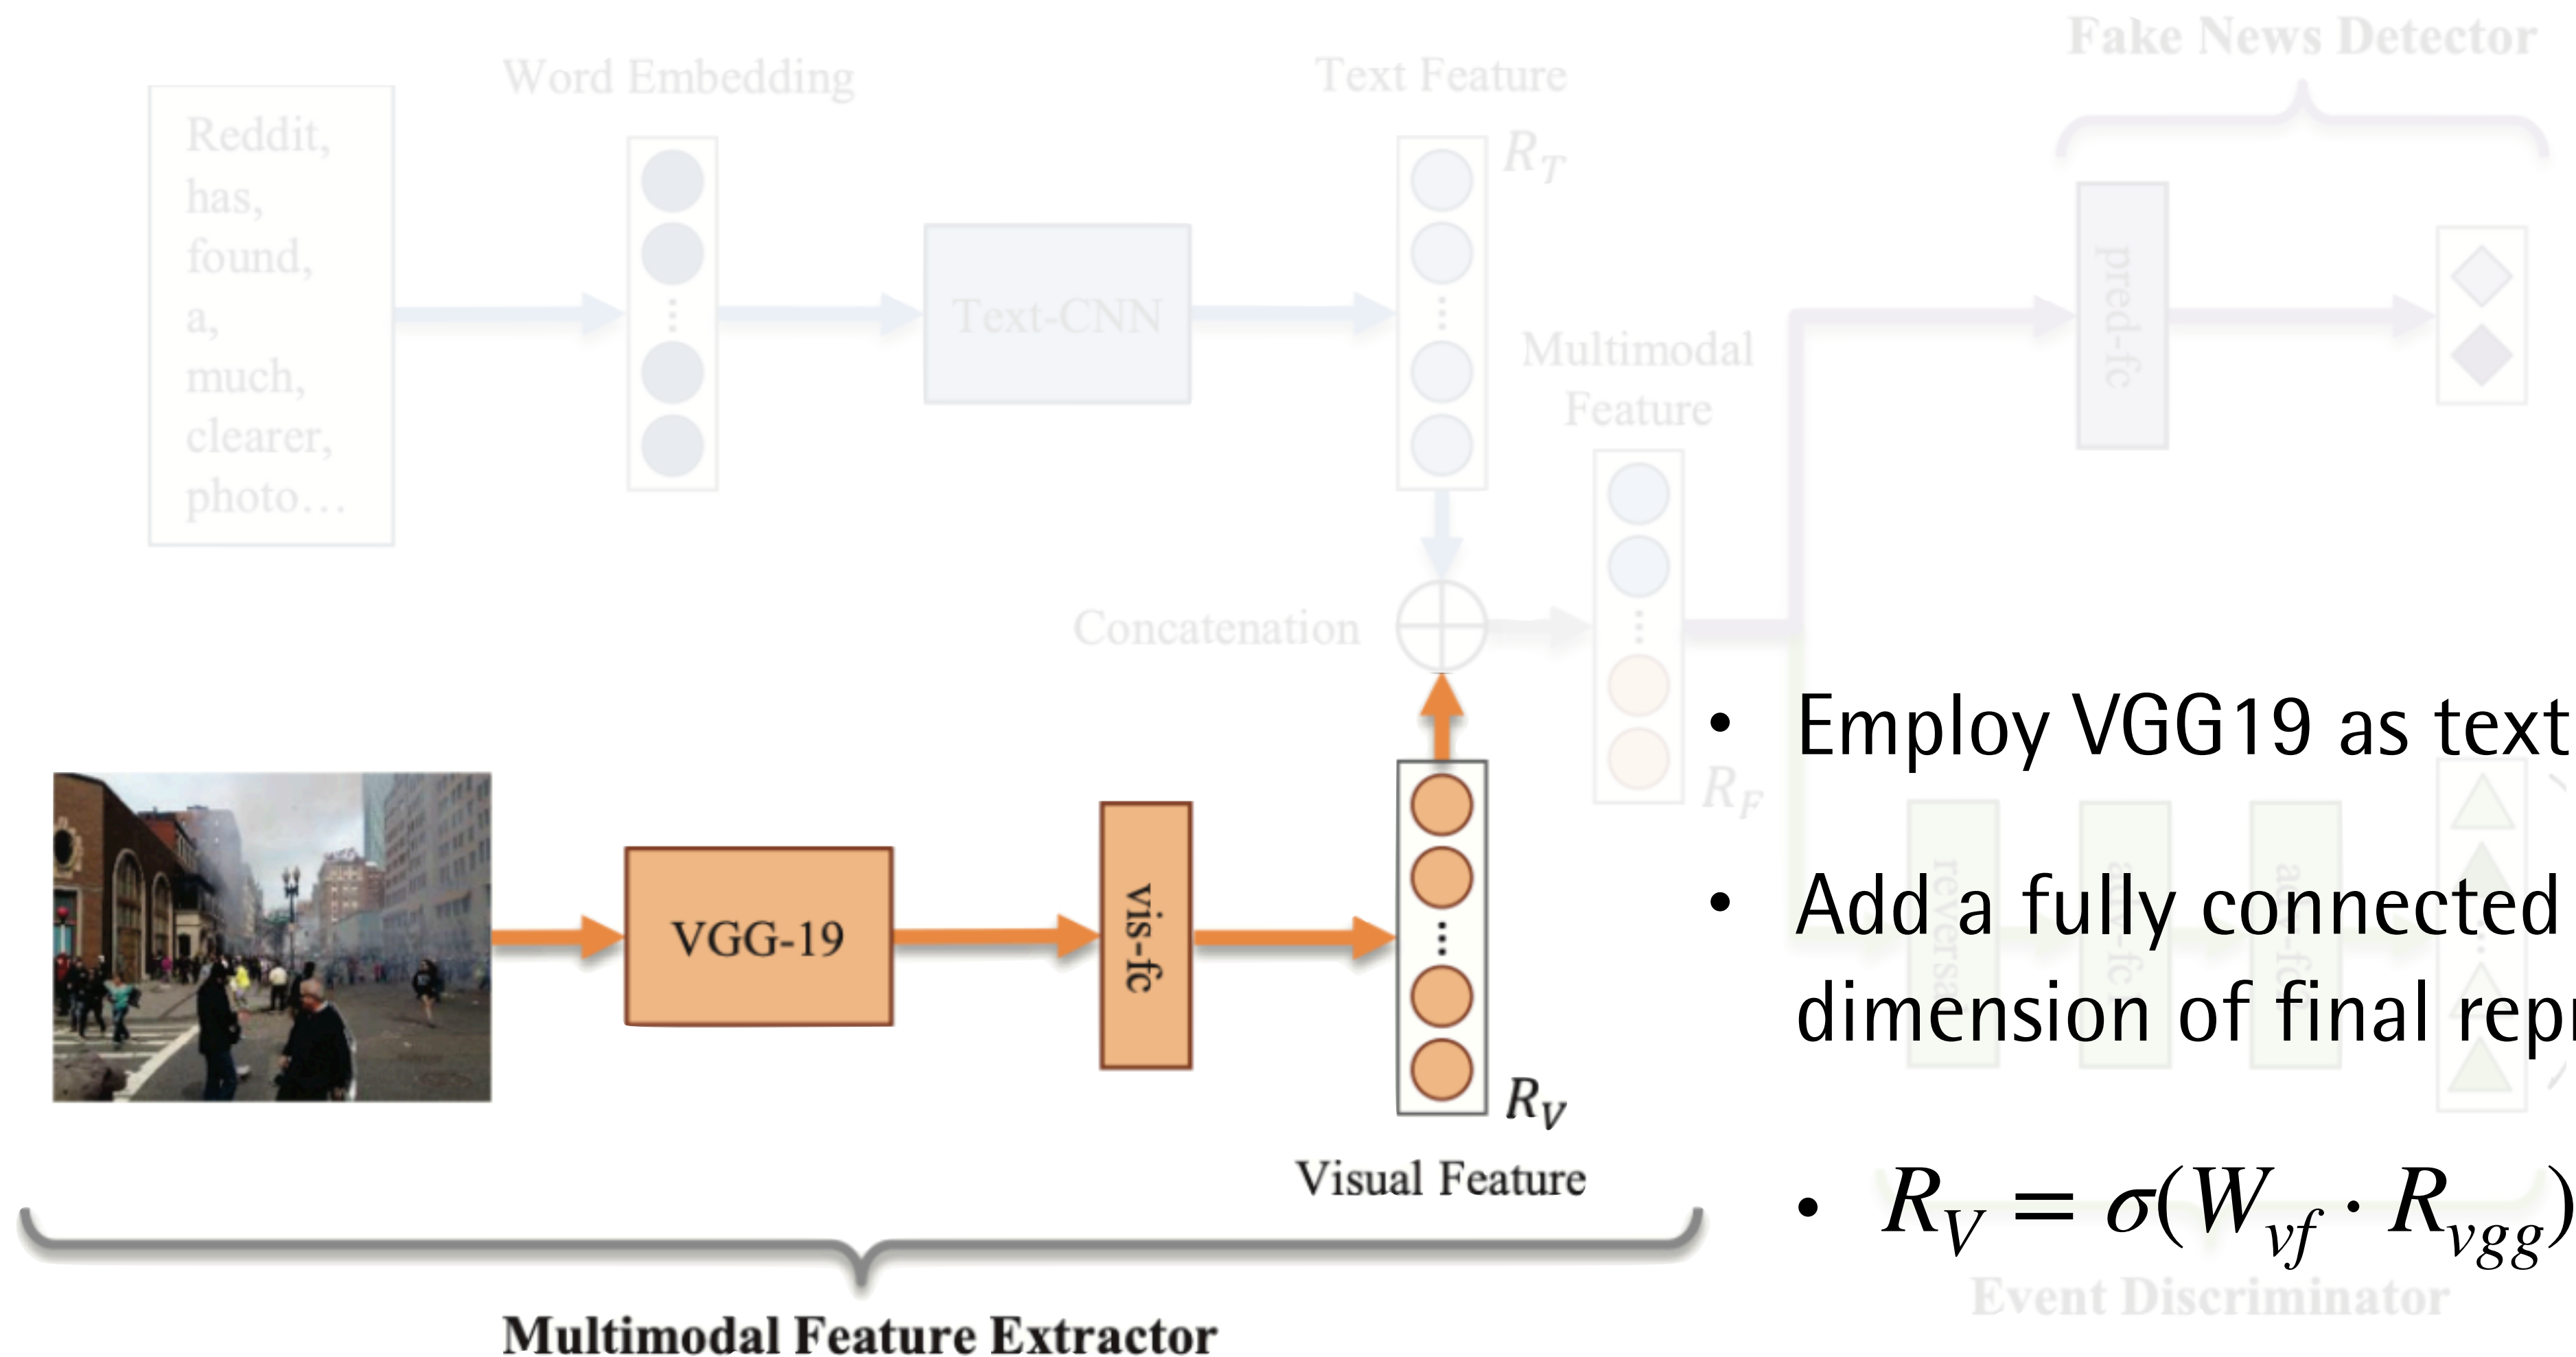 Fake News Detector
Word Embedding
Text Feature
Reddit,
has,
found,
a,
much,
clearer,
photo…
R_T
Text-CNN
pred-fc
Multimodal
Feature
Concatenation
R_F
• Employ VGG19 as text
reversal
• Add a fully connected
dimension of final repr
VGG-19
vis-fc
R_V
Visual Feature
• R_V = σ(W_vf · R_vgg)
Multimodal Feature Extractor
Event Discriminator